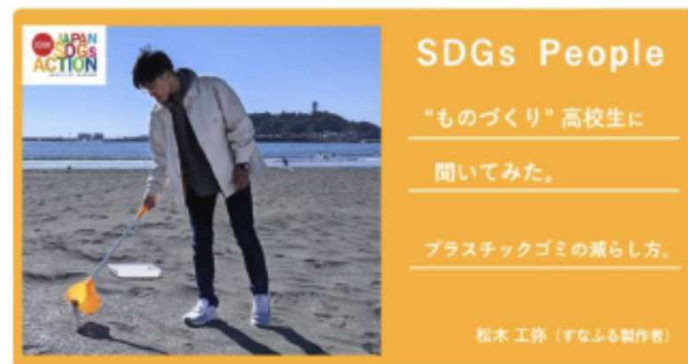 JAPAN
SDGs
ACTION
SDGs People
“ものづくり” 高校生に
聞いてみた。
プラスチックゴミの減らし方。
松木 工弥（すなふる製作者）